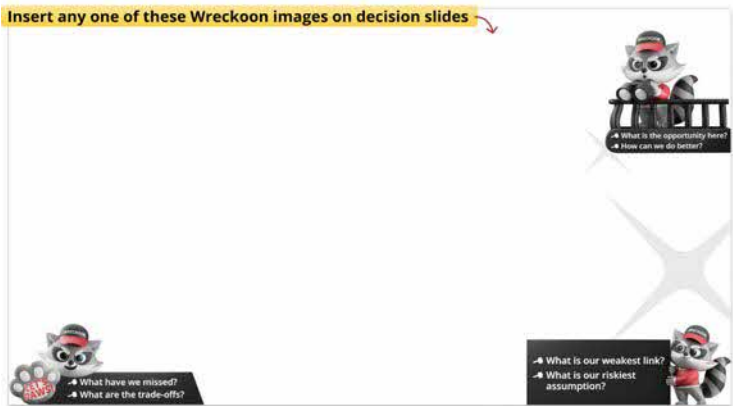 Insert any one of these Wreckoon images on decision slides
What is the opportunity here?
How can we do better?
What have we missed?
What are the trade-offs?
What is our weakest link?
What is our riskiest
assumption?